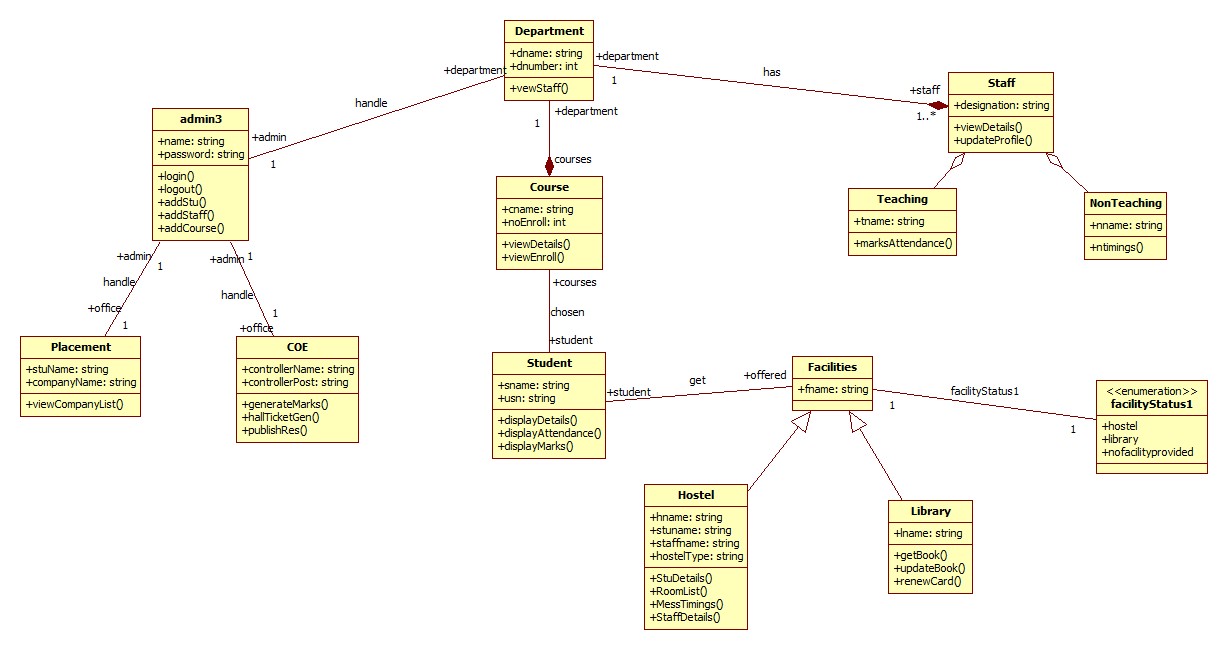 Department
+dname: string
+dnumber: int
+vewStaff()
+department
1
has
+staff
1..*
Staff
+designation: string
+viewDetails()
+updateProfile()
+department
handle
+admin
1
admin3
+name: string
+password: string
+login()
+logout()
+addStu()
+addStaff()
+addCourse()
+department
1
courses
Course
+cname: string
+noEnroll: int
+viewDetails()
+viewEnroll()
Teaching
+tname: string
+marksAttendance()
NonTeaching
+nname: string
+ntimings()
+admin
1
handle
+office
1
+admin
1
handle
1
+office
+courses
chosen
+student
Placement
+stuName: string
+companyName: string
+viewCompanyList()
COE
+controllerName: string
+controllerPost: string
+generateMarks()
+hallTicketGen()
+publishRes()
Student
+sname: string
+usn: string
+displayDetails()
+displayAttendance()
+displayMarks()
+student
get
+offered
Facilities
+fname: string
1
facilityStatus1
1
<<enumeration>>
facilityStatus1
+hostel
+library
+nofacilityprovided
Hostel
+hname: string
+stuname: string
+staffname: string
+hostelType: string
+StuDetails()
+RoomList()
+MessTimings()
+StaffDetails()
Library
+lname: string
+getBook()
+updateBook()
+renewCard()